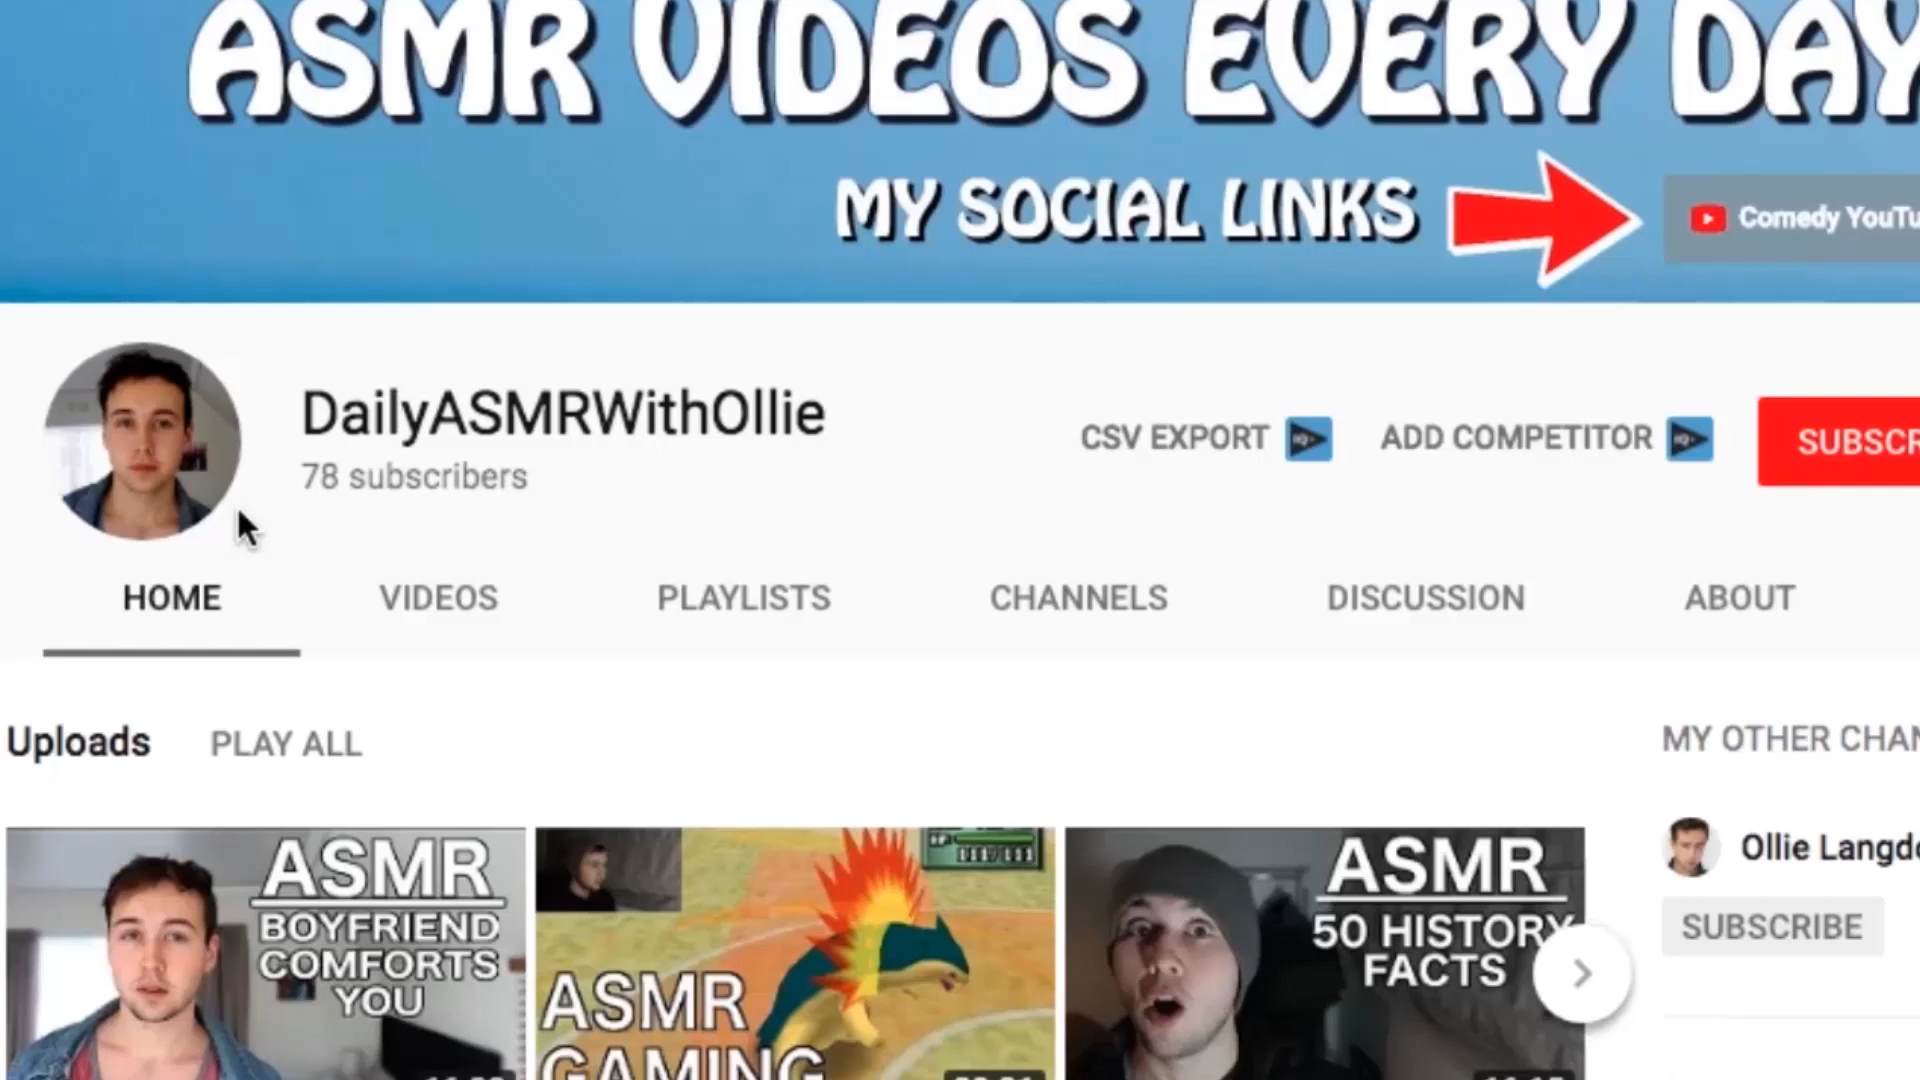 ASMR VIDEOS EVERY DAY
MY SOCIAL LINKS
Comedy YouTu
DailyASMRWithOllie
78 subscribers
CSV EXPORT
ADD COMPETITOR
SUBSCR
HOME
VIDEOS
PLAYLISTS
CHANNELS
DISCUSSION
ABOUT
Uploads
PLAY ALL
MY OTHER CHAN
Ollie Langdo
SUBSCRIBE
ASMR
BOYFRIEND
COMFORTS
YOU
ASMR
GAMING
ASMR
50 HISTORY
FACTS